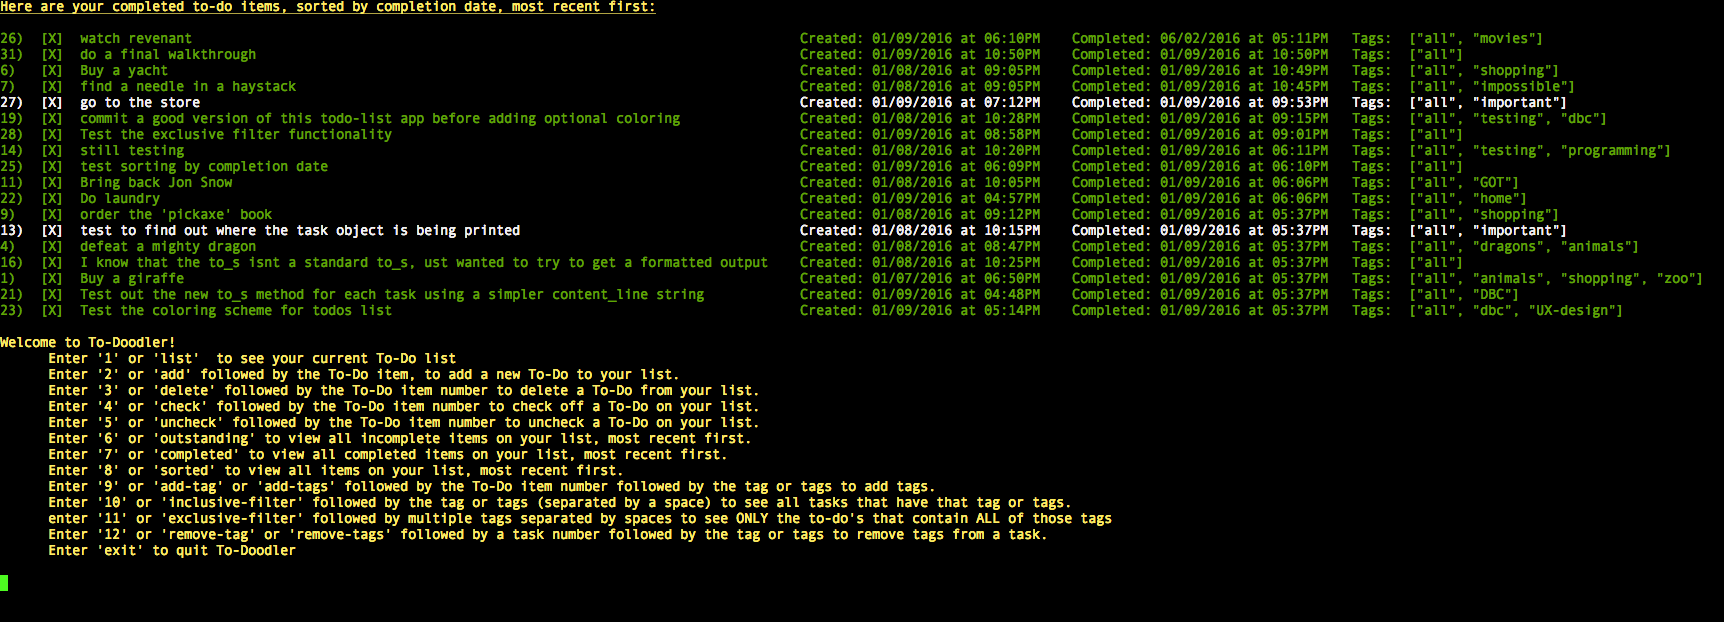 Here are your completed to-do items, sorted by completion date, most recent first:
26) [X] watch revenant Created: 01/09/2016 at 06:10PM Completed: 06/02/2016 at 05:11PM Tags: ["all", "movies"]
31) [X] do a final walkthrough Created: 01/09/2016 at 10:50PM Completed: 01/09/2016 at 10:50PM Tags: ["all"]
6) [X] Buy a yacht Created: 01/08/2016 at 09:05PM Completed: 01/09/2016 at 10:49PM Tags: ["all", "shopping"]
7) [X] find a needle in a haystack Created: 01/08/2016 at 09:05PM Completed: 01/09/2016 at 10:45PM Tags: ["all", "impossible"]
27) [X] go to the store Created: 01/09/2016 at 07:12PM Completed: 01/09/2016 at 09:53PM Tags: ["all", "important"]
19) [X] commit a good version of this todo-list app before adding optional coloring Created: 01/08/2016 at 10:28PM Completed: 01/09/2016 at 09:15PM Tags: ["all", "testing", "dbc"]
28) [X] Test the exclusive filter functionality Created: 01/09/2016 at 08:58PM Completed: 01/09/2016 at 09:01PM Tags: ["all"]
14) [X] still testing Created: 01/08/2016 at 10:20PM Completed: 01/09/2016 at 06:11PM Tags: ["all", "testing", "programming"]
25) [X] test sorting by completion date Created: 01/09/2016 at 06:09PM Completed: 01/09/2016 at 06:10PM Tags: ["all"]
11) [X] Bring back Jon Snow Created: 01/08/2016 at 10:05PM Completed: 01/09/2016 at 06:06PM Tags: ["all", "GOT"]
22) [X] Do laundry Created: 01/09/2016 at 04:57PM Completed: 01/09/2016 at 06:06PM Tags: ["all", "home"]
9) [X] order the 'pickaxe' book Created: 01/08/2016 at 09:12PM Completed: 01/09/2016 at 05:37PM Tags: ["all", "shopping"]
13) [X] test to find out where the task object is being printed Created: 01/08/2016 at 10:15PM Completed: 01/09/2016 at 05:37PM Tags: ["all", "important"]
4) [X] defeat a mighty dragon Created: 01/08/2016 at 08:47PM Completed: 01/09/2016 at 05:37PM Tags: ["all", "dragons", "animals"]
16) [X] I know that the to_s isnt a standard to_s, ust wanted to try to get a formatted output Created: 01/08/2016 at 10:25PM Completed: 01/09/2016 at 05:37PM Tags: ["all"]
1) [X] Buy a giraffe Created: 01/07/2016 at 06:50PM Completed: 01/09/2016 at 05:37PM Tags: ["all", "animals", "shopping", "zoo"]
21) [X] Test out the new to_s method for each task using a simpler content_line string Created: 01/09/2016 at 04:48PM Completed: 01/09/2016 at 05:37PM Tags: ["all", "DBC"]
23) [X] Test the coloring scheme for todos list Created: 01/09/2016 at 05:14PM Completed: 01/09/2016 at 05:37PM Tags: ["all", "dbc", "UX-design"]
Welcome to To-Doodler!
Enter '1' or 'list'  to see your current To-Do list
Enter '2' or 'add' followed by the To-Do item, to add a new To-Do to your list.
Enter '3' or 'delete' followed by the To-Do item number to delete a To-Do from your list.
Enter '4' or 'check' followed by the To-Do item number to check off a To-Do on your list.
Enter '5' or 'uncheck' followed by the To-Do item number to uncheck a To-Do on your list.
Enter '6' or 'outstanding' to view all incomplete items on your list, most recent first.
Enter '7' or 'completed' to view all completed items on your list, most recent first.
Enter '8' or 'sorted' to view all items on your list, most recent first.
Enter '9' or 'add-tag' or 'add-tags' followed by the To-Do item number followed by the tag or tags to add tags.
Enter '10' or 'inclusive-filter' followed by the tag or tags (separated by a space) to see all tasks that have that tag or tags.
enter '11' or 'exclusive-filter' followed by multiple tags separated by spaces to see ONLY the to-do's that contain ALL of those tags
Enter '12' or 'remove-tag' or 'remove-tags' followed by a task number followed by the tag or tags to remove tags from a task.
Enter 'exit' to quit To-Doodler